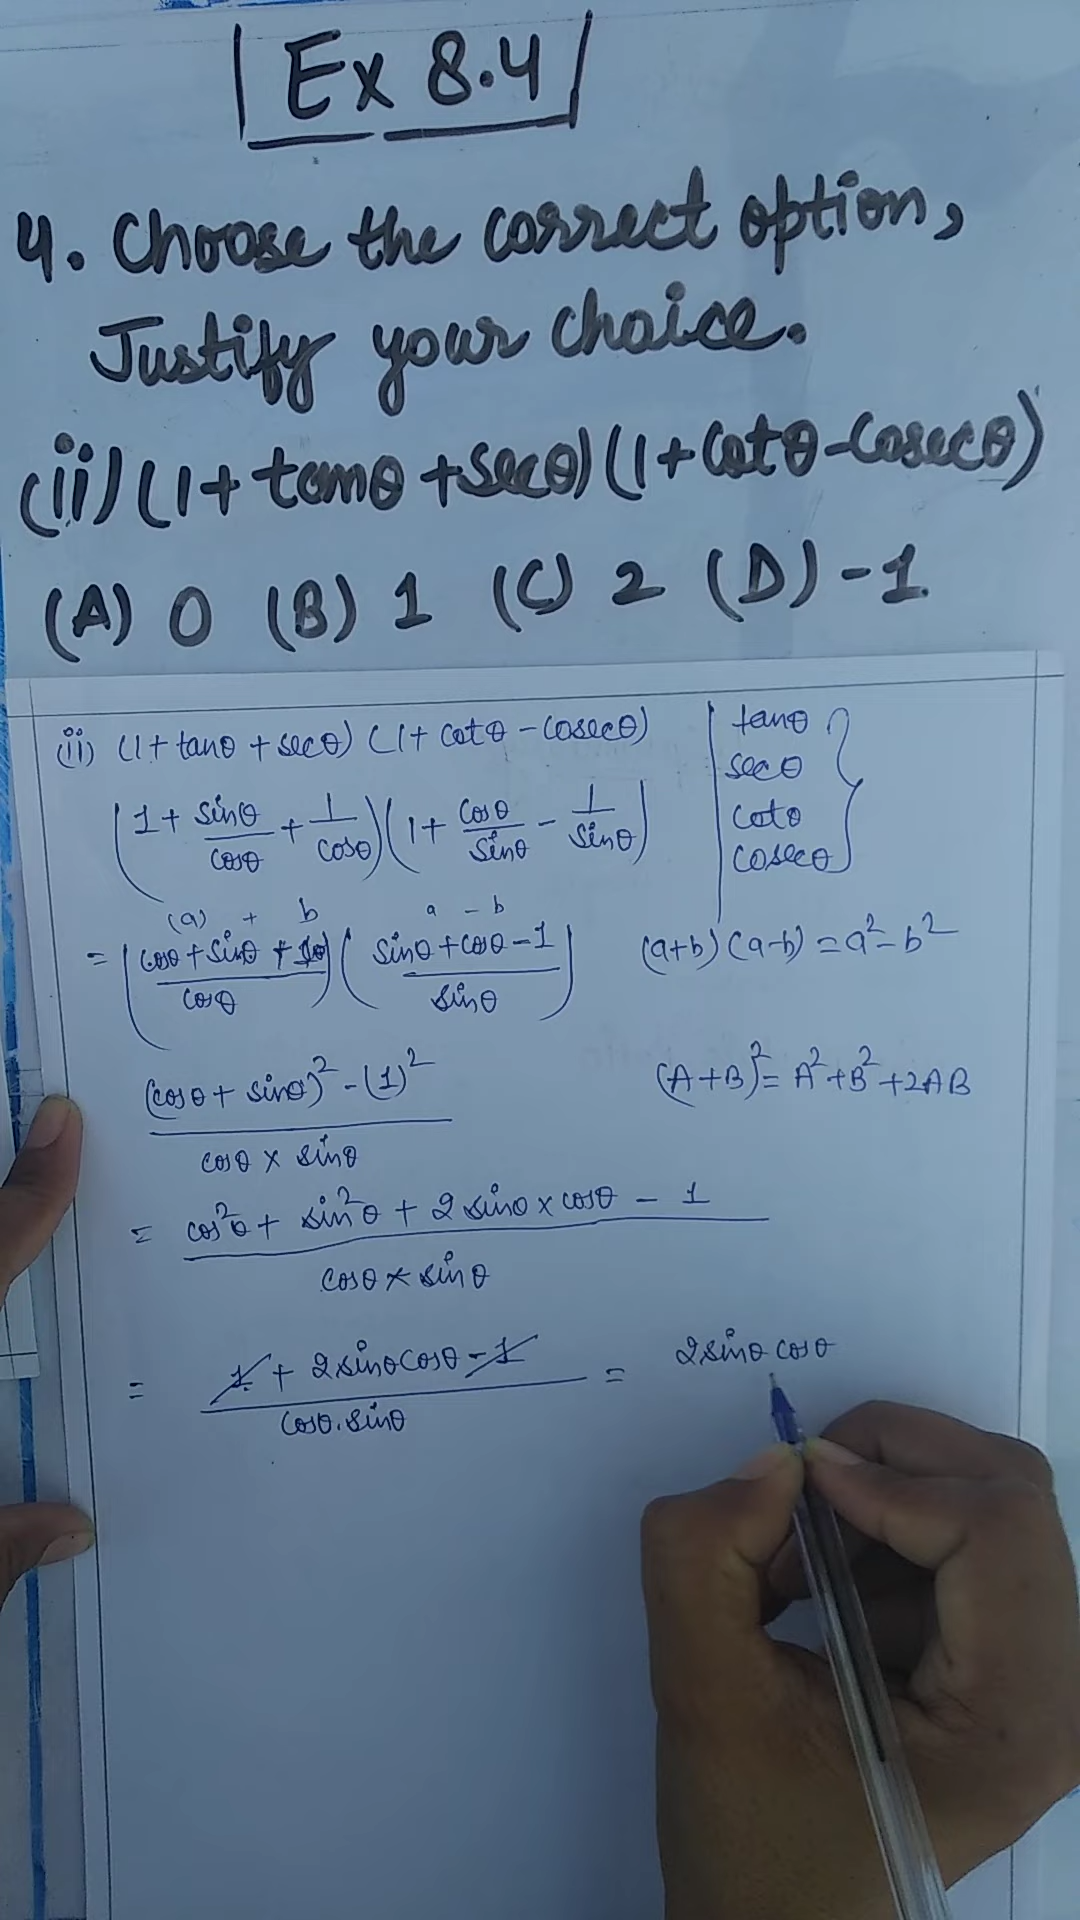 Ex 8.4
4. Choose the correct option,
Justify your choice.
(ii) (1+tanθ+secθ)(1+cotθ-cosecθ)
(A) 0 (B) 1 (C) 2 (D) -1.
(ii) (1+tanθ+secθ) (1+cotθ-cosecθ)
tanθ
secθ
cotθ
cosecθ
(1 + sinθ/cosθ + 1/cosθ)(1 + cosθ/sinθ - 1/sinθ)
(a) + b a - b
= (cosθ+sinθ+1/cosθ)(sinθ+cosθ-1/sinθ)
(a+b)(a-b) = a²-b²
(cosθ+sinθ)²-(1)²
cosθ × sinθ
(A+B)² = A²+B²+2AB
= cos²θ + sin²θ + 2 sinθ×cosθ - 1
cosθ × sinθ
= 1 + 2sinθcosθ - 1 = 2sinθ cosθ
cosθ.sinθ